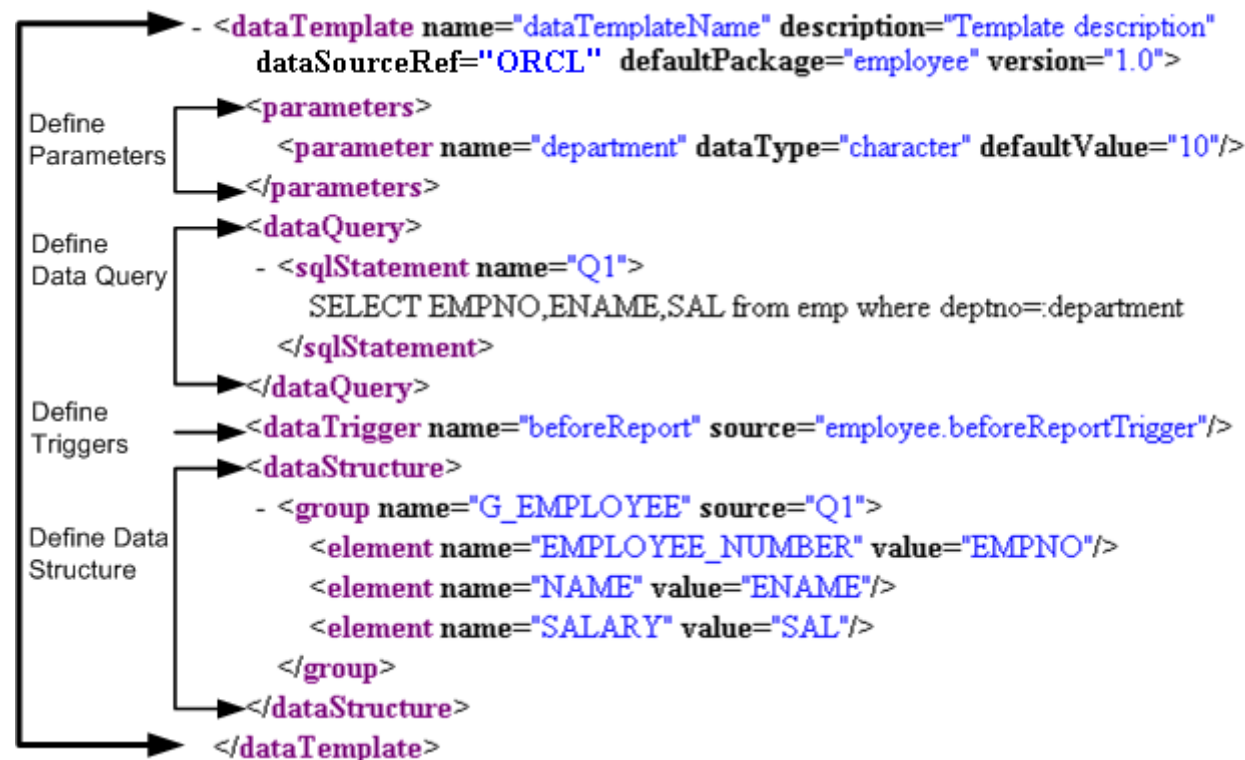 - <dataTemplate name="dataTemplateName" description="Template description"
dataSourceRef="ORCL" defaultPackage="employee" version="1.0">
<parameters>
Define
Parameters
<parameter name="department" dataType="character" defaultValue="10"/>
</parameters>
<dataQuery>
Define
Data Query
- <sqlStatement name="Q1">
SELECT EMPNO,ENAME,SAL from emp where deptno=:department
</sqlStatement>
</dataQuery>
Define
Triggers
<dataTrigger name="beforeReport" source="employee.beforeReportTrigger"/>
<dataStructure>
- <group name="G_EMPLOYEE" source="Q1">
Define Data
Structure
<element name="EMPLOYEE_NUMBER" value="EMPNO"/>
<element name="NAME" value="ENAME"/>
<element name="SALARY" value="SAL"/>
</group>
</dataStructure>
</dataTemplate>